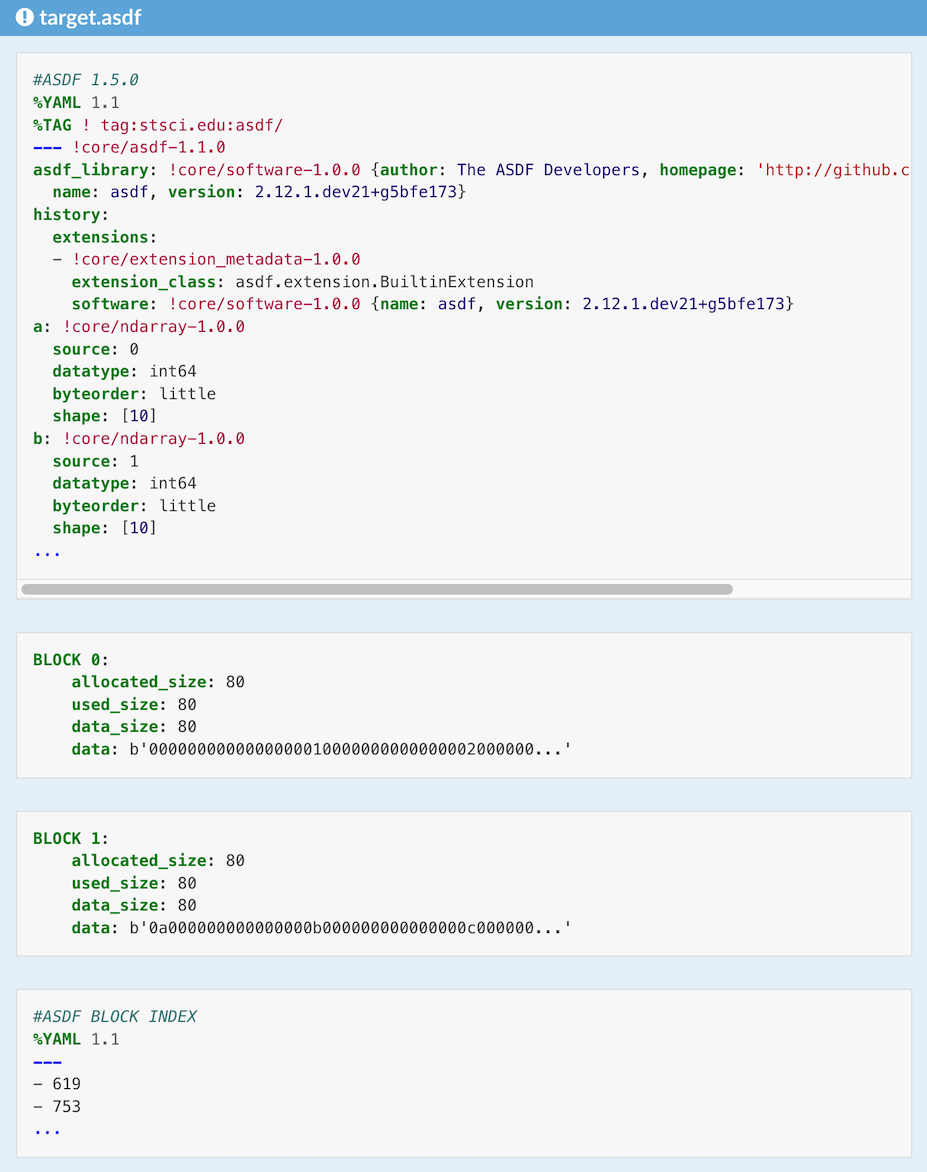 target.asdf
#ASDF 1.5.0
%YAML 1.1
%TAG ! tag:stsci.edu:asdf/
--- !core/asdf-1.1.0
asdf_library: !core/software-1.0.0 {author: The ASDF Developers, homepage: 'http://github.c
  name: asdf, version: 2.12.1.dev21+g5bfe173}
history:
  extensions:
  - !core/extension_metadata-1.0.0
    extension_class: asdf.extension.BuiltinExtension
    software: !core/software-1.0.0 {name: asdf, version: 2.12.1.dev21+g5bfe173}
a: !core/ndarray-1.0.0
  source: 0
  datatype: int64
  byteorder: little
  shape: [10]
b: !core/ndarray-1.0.0
  source: 1
  datatype: int64
  byteorder: little
  shape: [10]
...
BLOCK 0:
    allocated_size: 80
    used_size: 80
    data_size: 80
    data: b'0000000000000000010000000000000002000000...'
BLOCK 1:
    allocated_size: 80
    used_size: 80
    data_size: 80
    data: b'0a000000000000000b000000000000000c000000...'
#ASDF BLOCK INDEX
%YAML 1.1
---
- 619
- 753
...